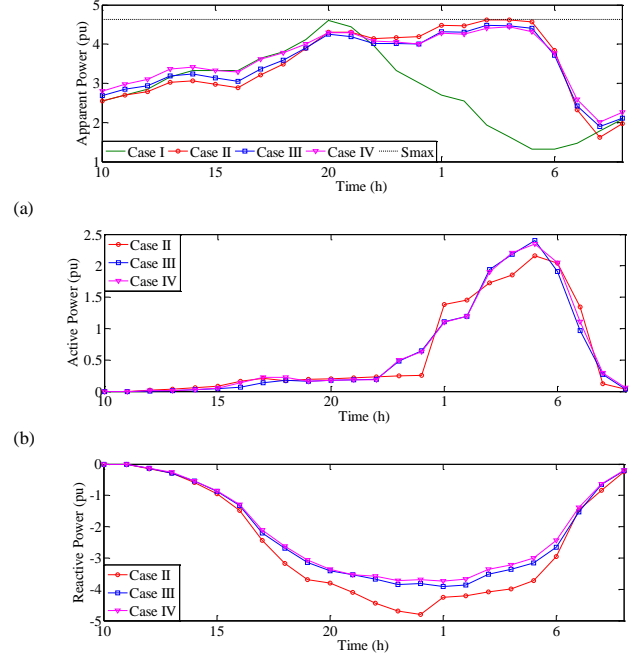 Apparent Power (pu)
5
4
3
2
1
Case I Case II Case III Case IV Smax
10 15 20 1 6
Time (h)
(a)
Active Power (pu)
2.5
2
1.5
1
0.5
0
Case II
Case III
Case IV
10 15 20 1 6
Time (h)
(b)
Reactive Power (pu)
0
-1
-2
-3
-4
-5
Case II
Case III
Case IV
10 15 20 1 6
Time (h)